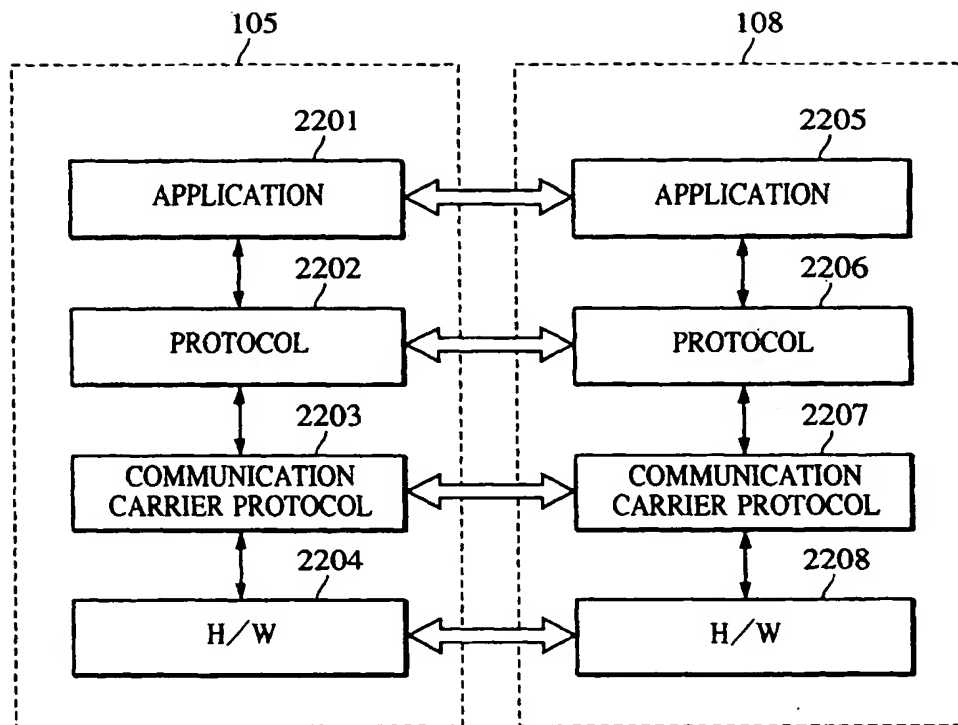 105
108
2201
2205
APPLICATION
APPLICATION
2202
2206
PROTOCOL
PROTOCOL
2203
2207
COMMUNICATION
CARRIER PROTOCOL
COMMUNICATION
CARRIER PROTOCOL
2204
2208
H/W
H/W